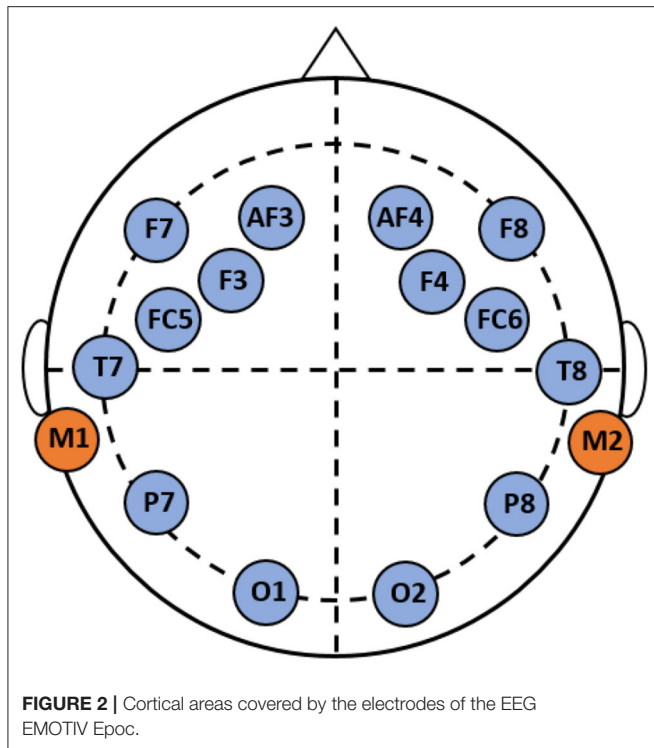 AF3 AF4
F7 F8
F3 F4
FC5 FC6
T7 T8
M1 M2
P7 P8
O1 O2
FIGURE 2 | Cortical areas covered by the electrodes of the EEG
EMOTIV Epoc.